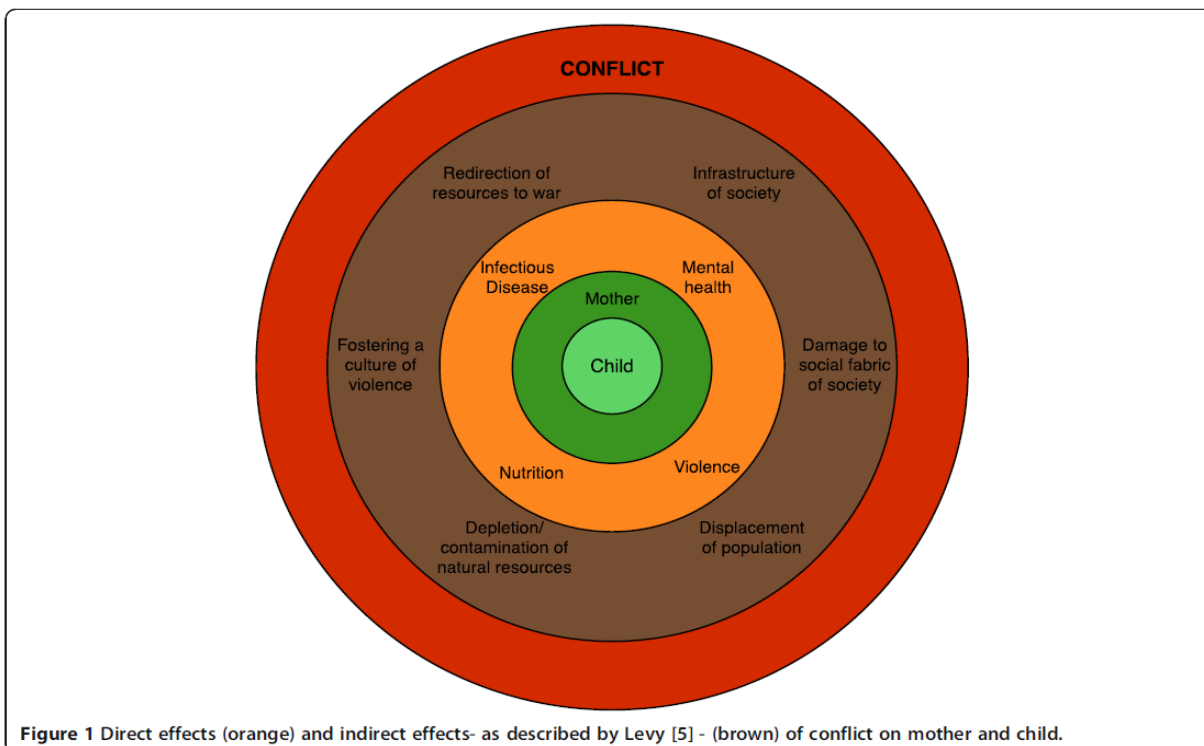 CONFLICT
Redirection of
resources to war
Infrastructure
of society
Infectious
Disease
Mental
health
Mother
Fostering a
culture of
violence
Child
Damage to
social fabric
of society
Nutrition
Violence
Depletion/
contamination of
natural resources
Displacement
of population
Figure 1 Direct effects (orange) and indirect effects- as described by Levy [5] - (brown) of conflict on mother and child.